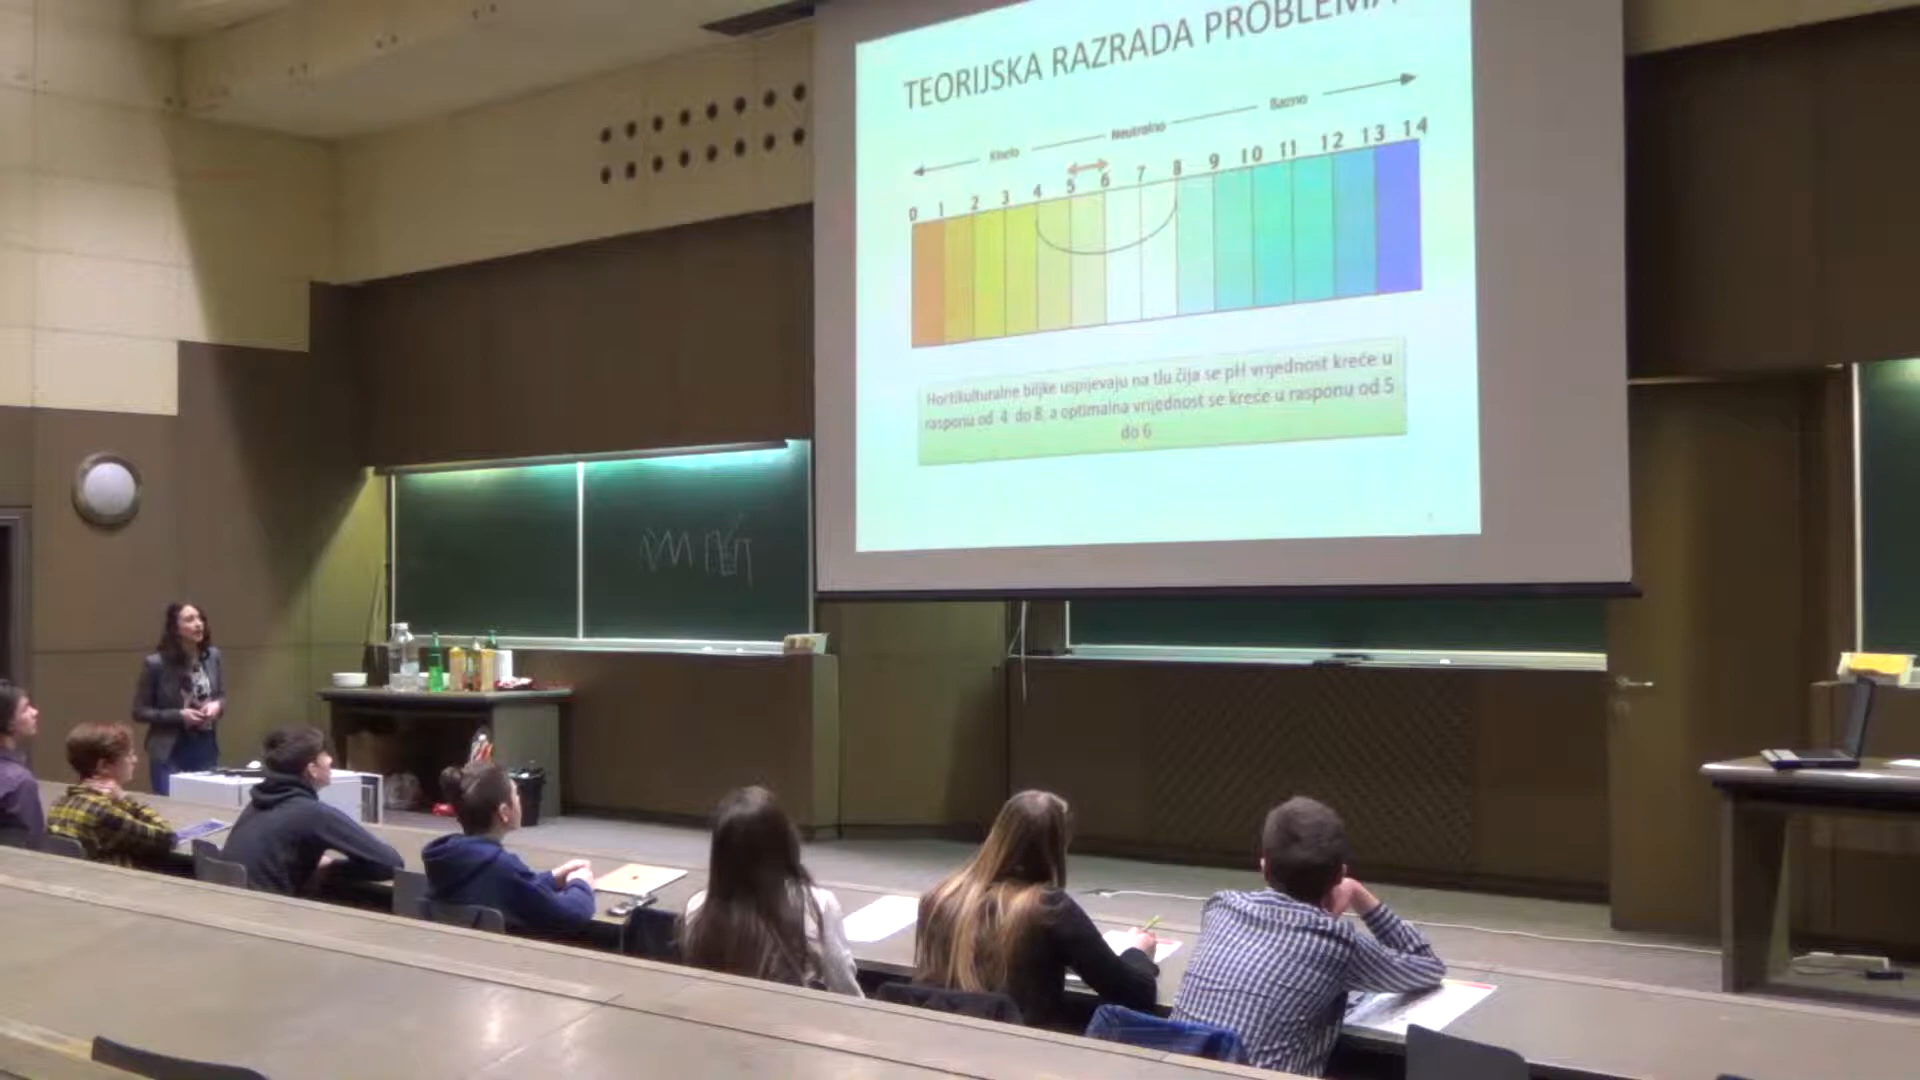 TEORIJSKA RAZRADA PROBLEMA
Kiselo Neutralno Bazno
0 1 2 3 4 5 6 7 8 9 10 11 12 13 14
Hortikulturalne biljke uspijevaju na tlu čija se pH vrijednost kreće u
rasponu od 4 do 8, a optimalna vrijednost se kreće u rasponu od 5
do 6